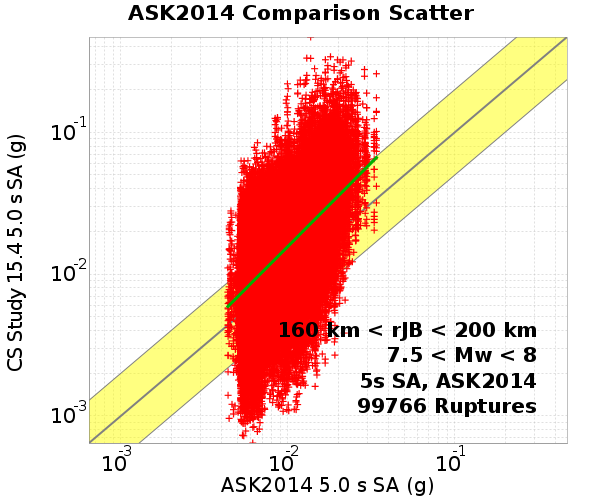 ASK2014 Comparison Scatter
CS Study 15.4 5.0 s SA (g)
10⁻¹
10⁻²
10⁻³
160 km < rJB < 200 km
7.5 < Mw < 8
5s SA, ASK2014
99766 Ruptures
10⁻³ 10⁻² 10⁻¹
ASK2014 5.0 s SA (g)